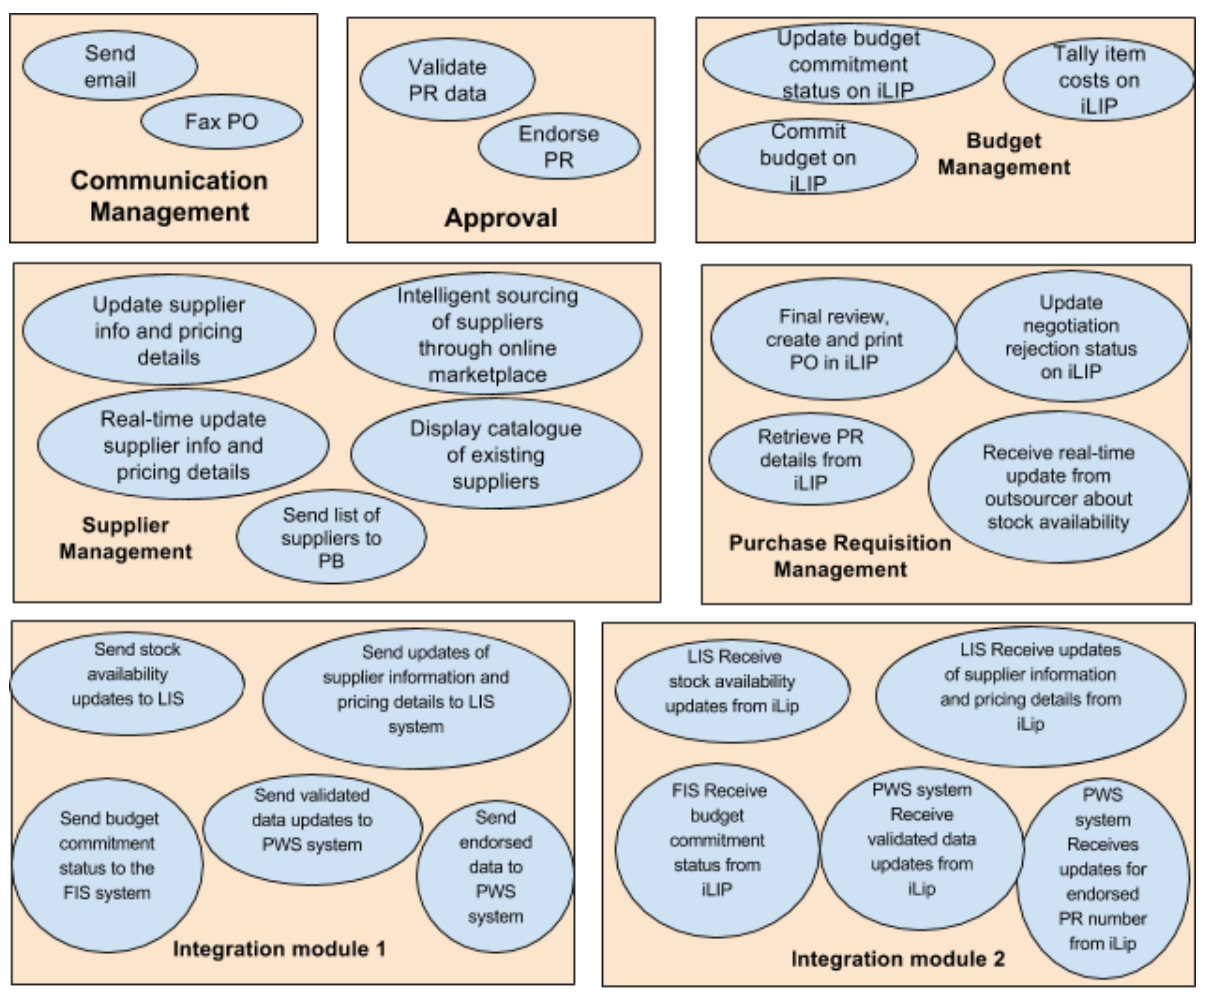 Send
email
Fax PO
Communication
Management
Validate
PR data
Endorse
PR
Approval
Update budget
commitment
status on iLIP
Tally item
costs on
iLIP
Commit
budget on
iLIP
Budget
Management
Update supplier
info and pricing
details
Intelligent sourcing
of suppliers
through online
marketplace
Real-time update
supplier info and
pricing details
Display catalogue
of existing
suppliers
Send list of
suppliers to
PB
Supplier
Management
Final review,
create and print
PO in iLIP
Update
negotiation
rejection status
on iLIP
Retrieve PR
details from
iLIP
Receive real-time
update from
outsourcer about
stock availability
Purchase Requisition
Management
Send stock
availability
updates to LIS
Send updates of
supplier information and
pricing details to LIS
system
Send budget
commitment
status to the
FIS system
Send validated
data updates to
PWS system
Send
endorsed
data to
PWS
system
Integration module 1
LIS Receive
stock availability
updates from iLip
LIS Receive updates
of supplier information
and pricing details from
iLip
FIS Receive
budget
commitment
status from
iLIP
PWS system
Receive
validated data
updates from
iLip
PWS
system
Receives
updates for
endorsed
PR number
from iLip
Integration module 2